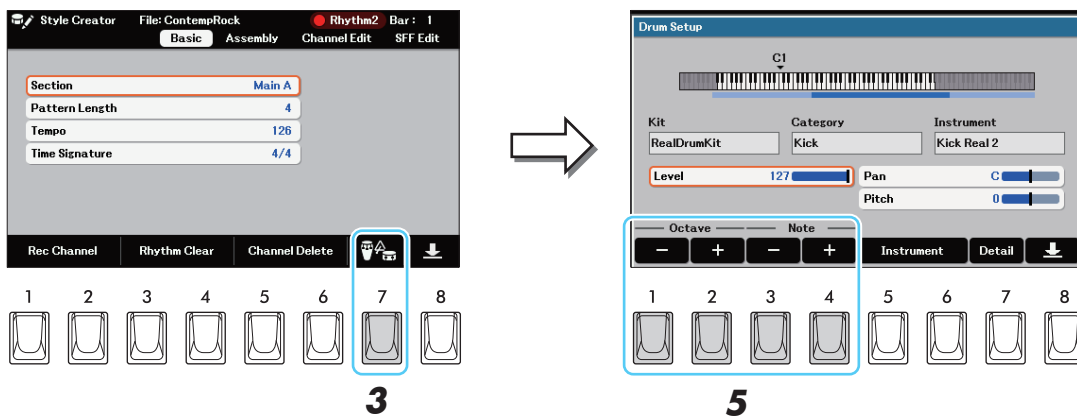 Style Creator File: ContempRock Rhythm2 Bar: 1
Basic Assembly Channel Edit SFF Edit
Section Main A
Pattern Length 4
Tempo 126
Time Signature 4/4
Rec Channel Rhythm Clear Channel Delete
1 2 3 4 5 6 7 8
3
Drum Setup
C1
Kit Category Instrument
RealDrumKit Kick Kick Real 2
Level 127 Pan C
Pitch 0
Octave Note
− + − + Instrument Detail
1 2 3 4 5 6 7 8
5